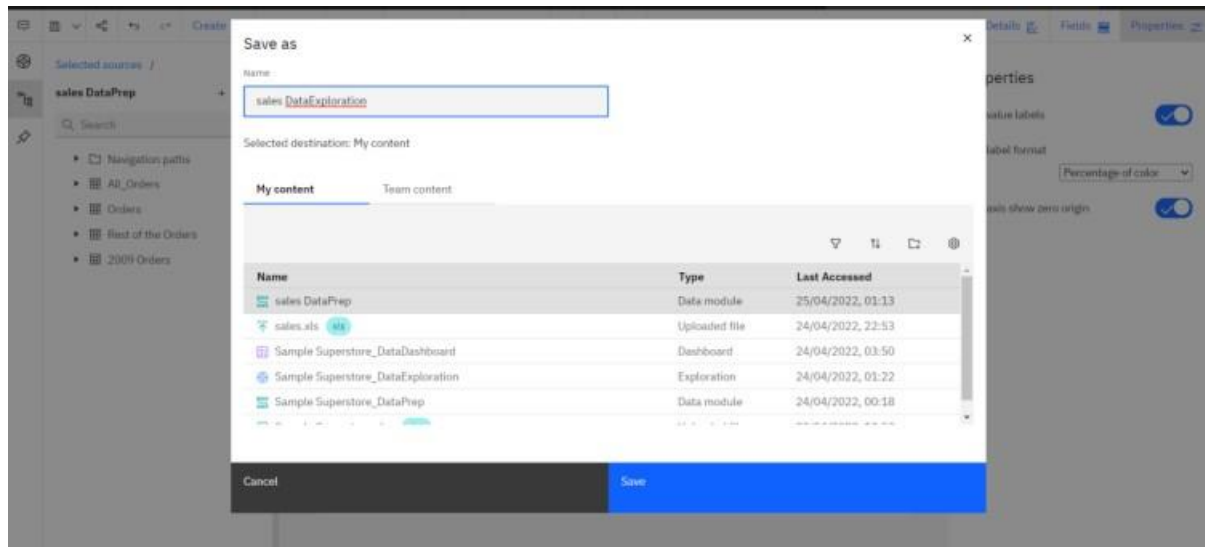 Create
Details
Fields
Properties
Save as
Name
sales DataExploration
Selected destination: My content
My content
Team content
Name Type Last Accessed
sales DataPrep Data module 25/04/2022, 01:13
sales.xls xls Uploaded file 24/04/2022, 22:53
Sample Superstore_DataDashboard Dashboard 24/04/2022, 03:50
Sample Superstore_DataExploration Exploration 24/04/2022, 01:22
Sample Superstore_DataPrep Data module 24/04/2022, 00:18
Cancel
Save
Selected sources /
sales DataPrep
Search
Navigation paths
All_Orders
Orders
Rest of the Orders
2009 Orders
perties
value labels
label format
Percentage of color
axis show zero origin